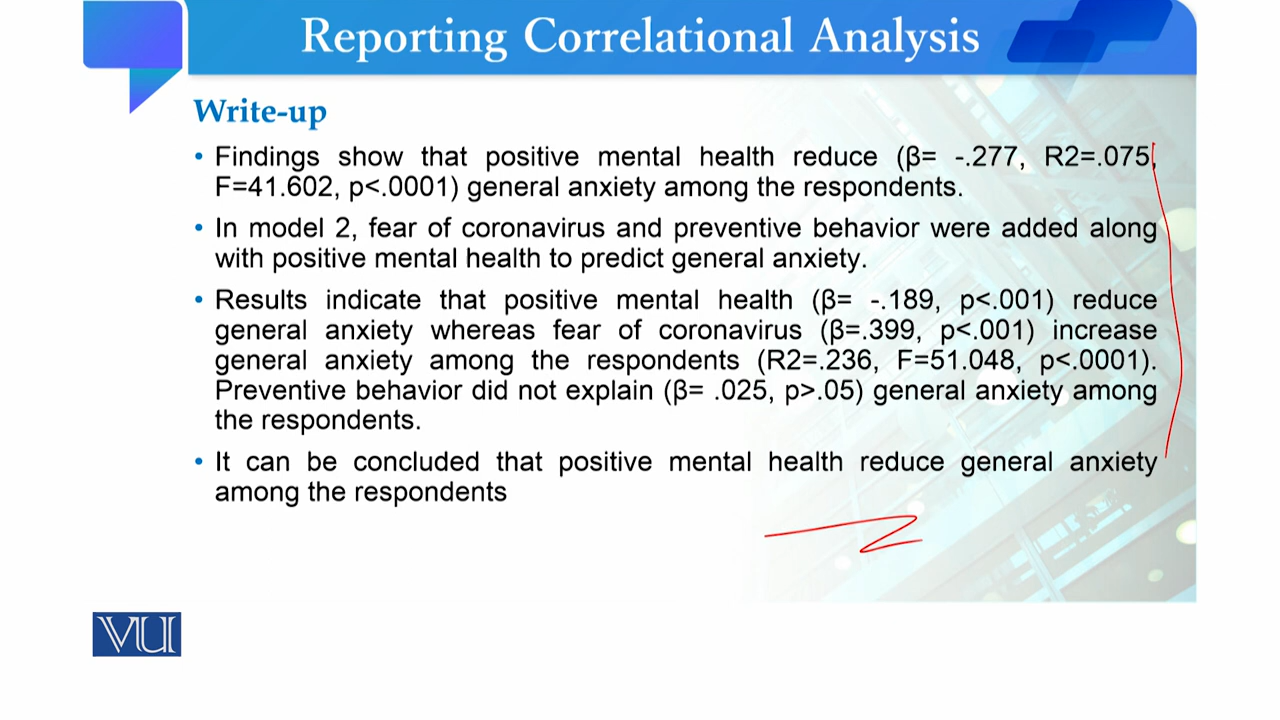 Reporting Correlational Analysis
Write-up
• Findings show that positive mental health reduce (β= -.277, R2=.075,
F=41.602, p<.0001) general anxiety among the respondents.
• In model 2, fear of coronavirus and preventive behavior were added along
with positive mental health to predict general anxiety.
• Results indicate that positive mental health (β= -.189, p<.001) reduce
general anxiety whereas fear of coronavirus (β=.399, p<.001) increase
general anxiety among the respondents (R2=.236, F=51.048, p<.0001).
Preventive behavior did not explain (β= .025, p>.05) general anxiety among
the respondents.
• It can be concluded that positive mental health reduce general anxiety
among the respondents
VU